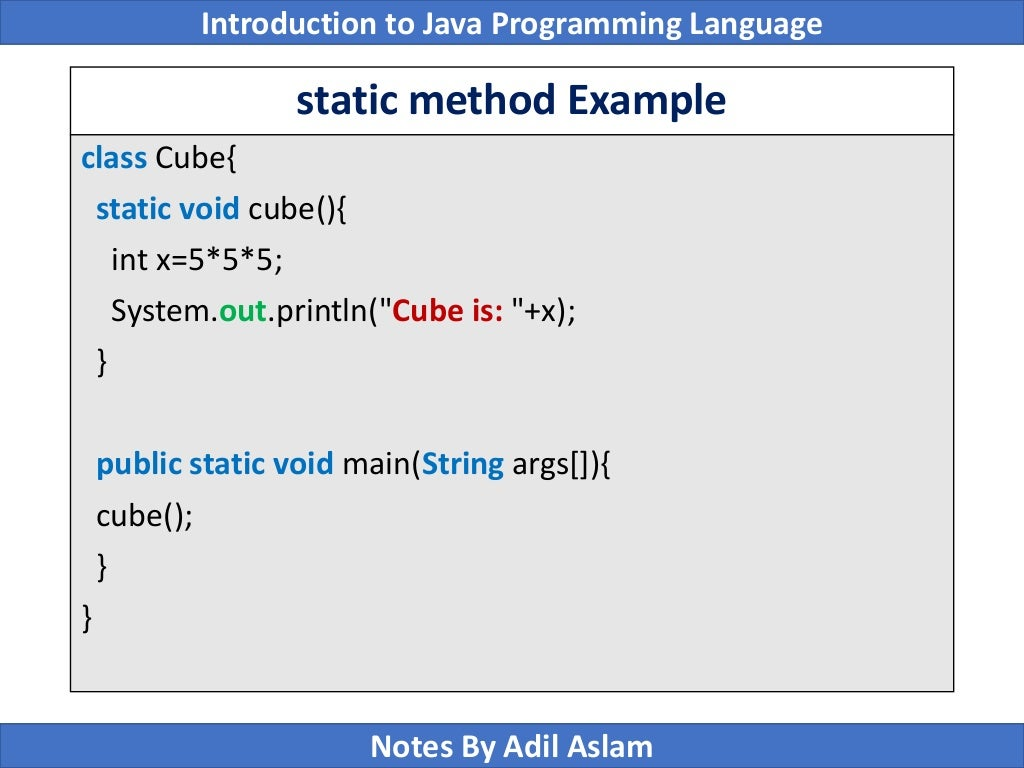 Introduction to Java Programming Language
static method Example
class Cube{
static void cube(){
int x=5*5*5;
System.out.println("Cube is: "+x);
}
public static void main(String args[]){
cube();
}
}
Notes By Adil Aslam